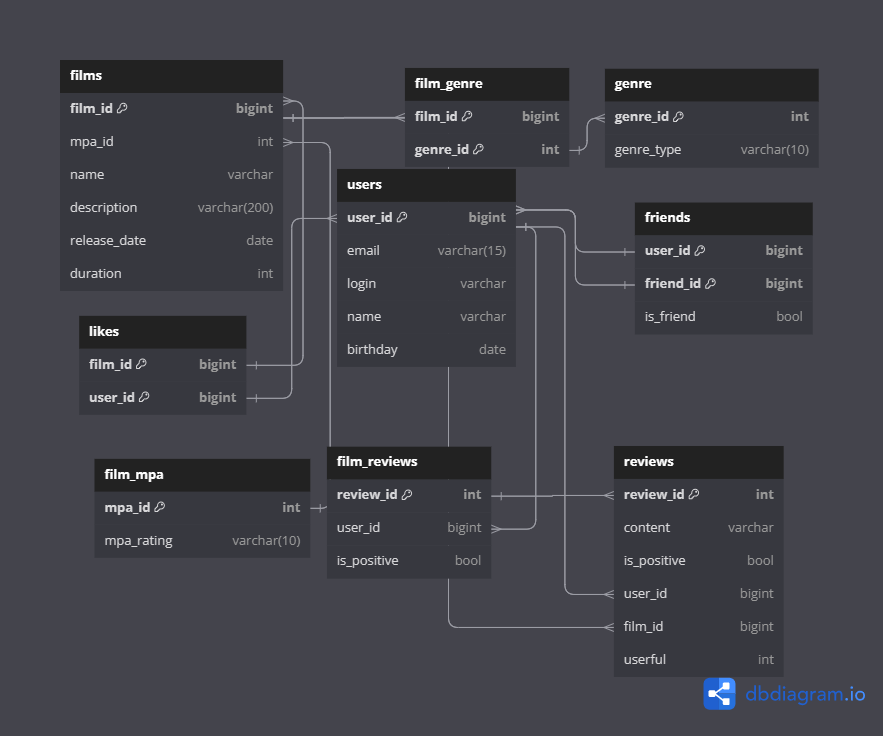 films
film_id bigint
mpa_id int
name varchar
description varchar(200)
release_date date
duration int
film_genre
film_id bigint
genre_id int
genre
genre_id int
genre_type varchar(10)
users
user_id bigint
email varchar(15)
login varchar
name varchar
birthday date
friends
user_id bigint
friend_id bigint
is_friend bool
likes
film_id bigint
user_id bigint
film_mpa
mpa_id int
mpa_rating varchar(10)
film_reviews
review_id int
user_id bigint
is_positive bool
reviews
review_id int
content varchar
is_positive bool
user_id bigint
film_id bigint
userful int
dbdiagram.io